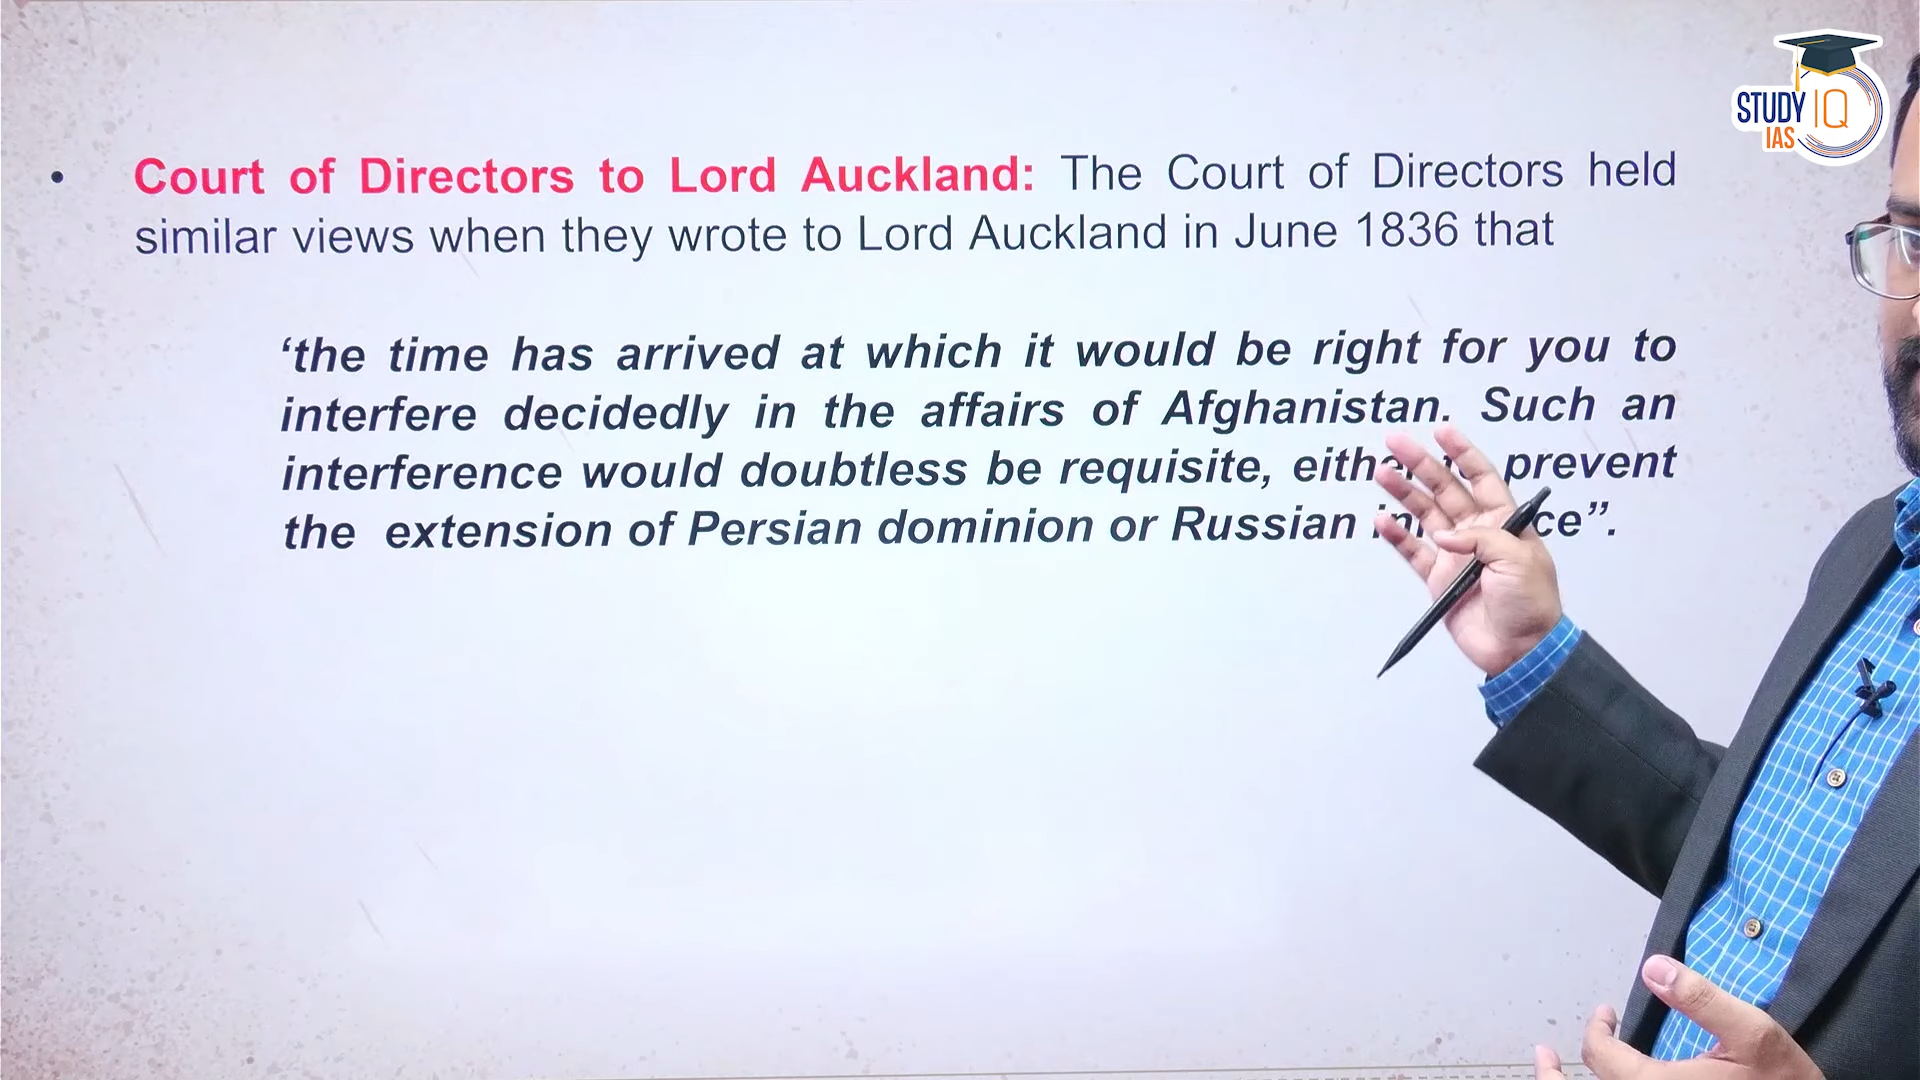 STUDY IQ
IAS
• Court of Directors to Lord Auckland: The Court of Directors held
similar views when they wrote to Lord Auckland in June 1836 that
‘the time has arrived at which it would be right for you to
interfere decidedly in the affairs of Afghanistan. Such an
interference would doubtless be requisite, prevent
the extension of Persian dominion or Russian